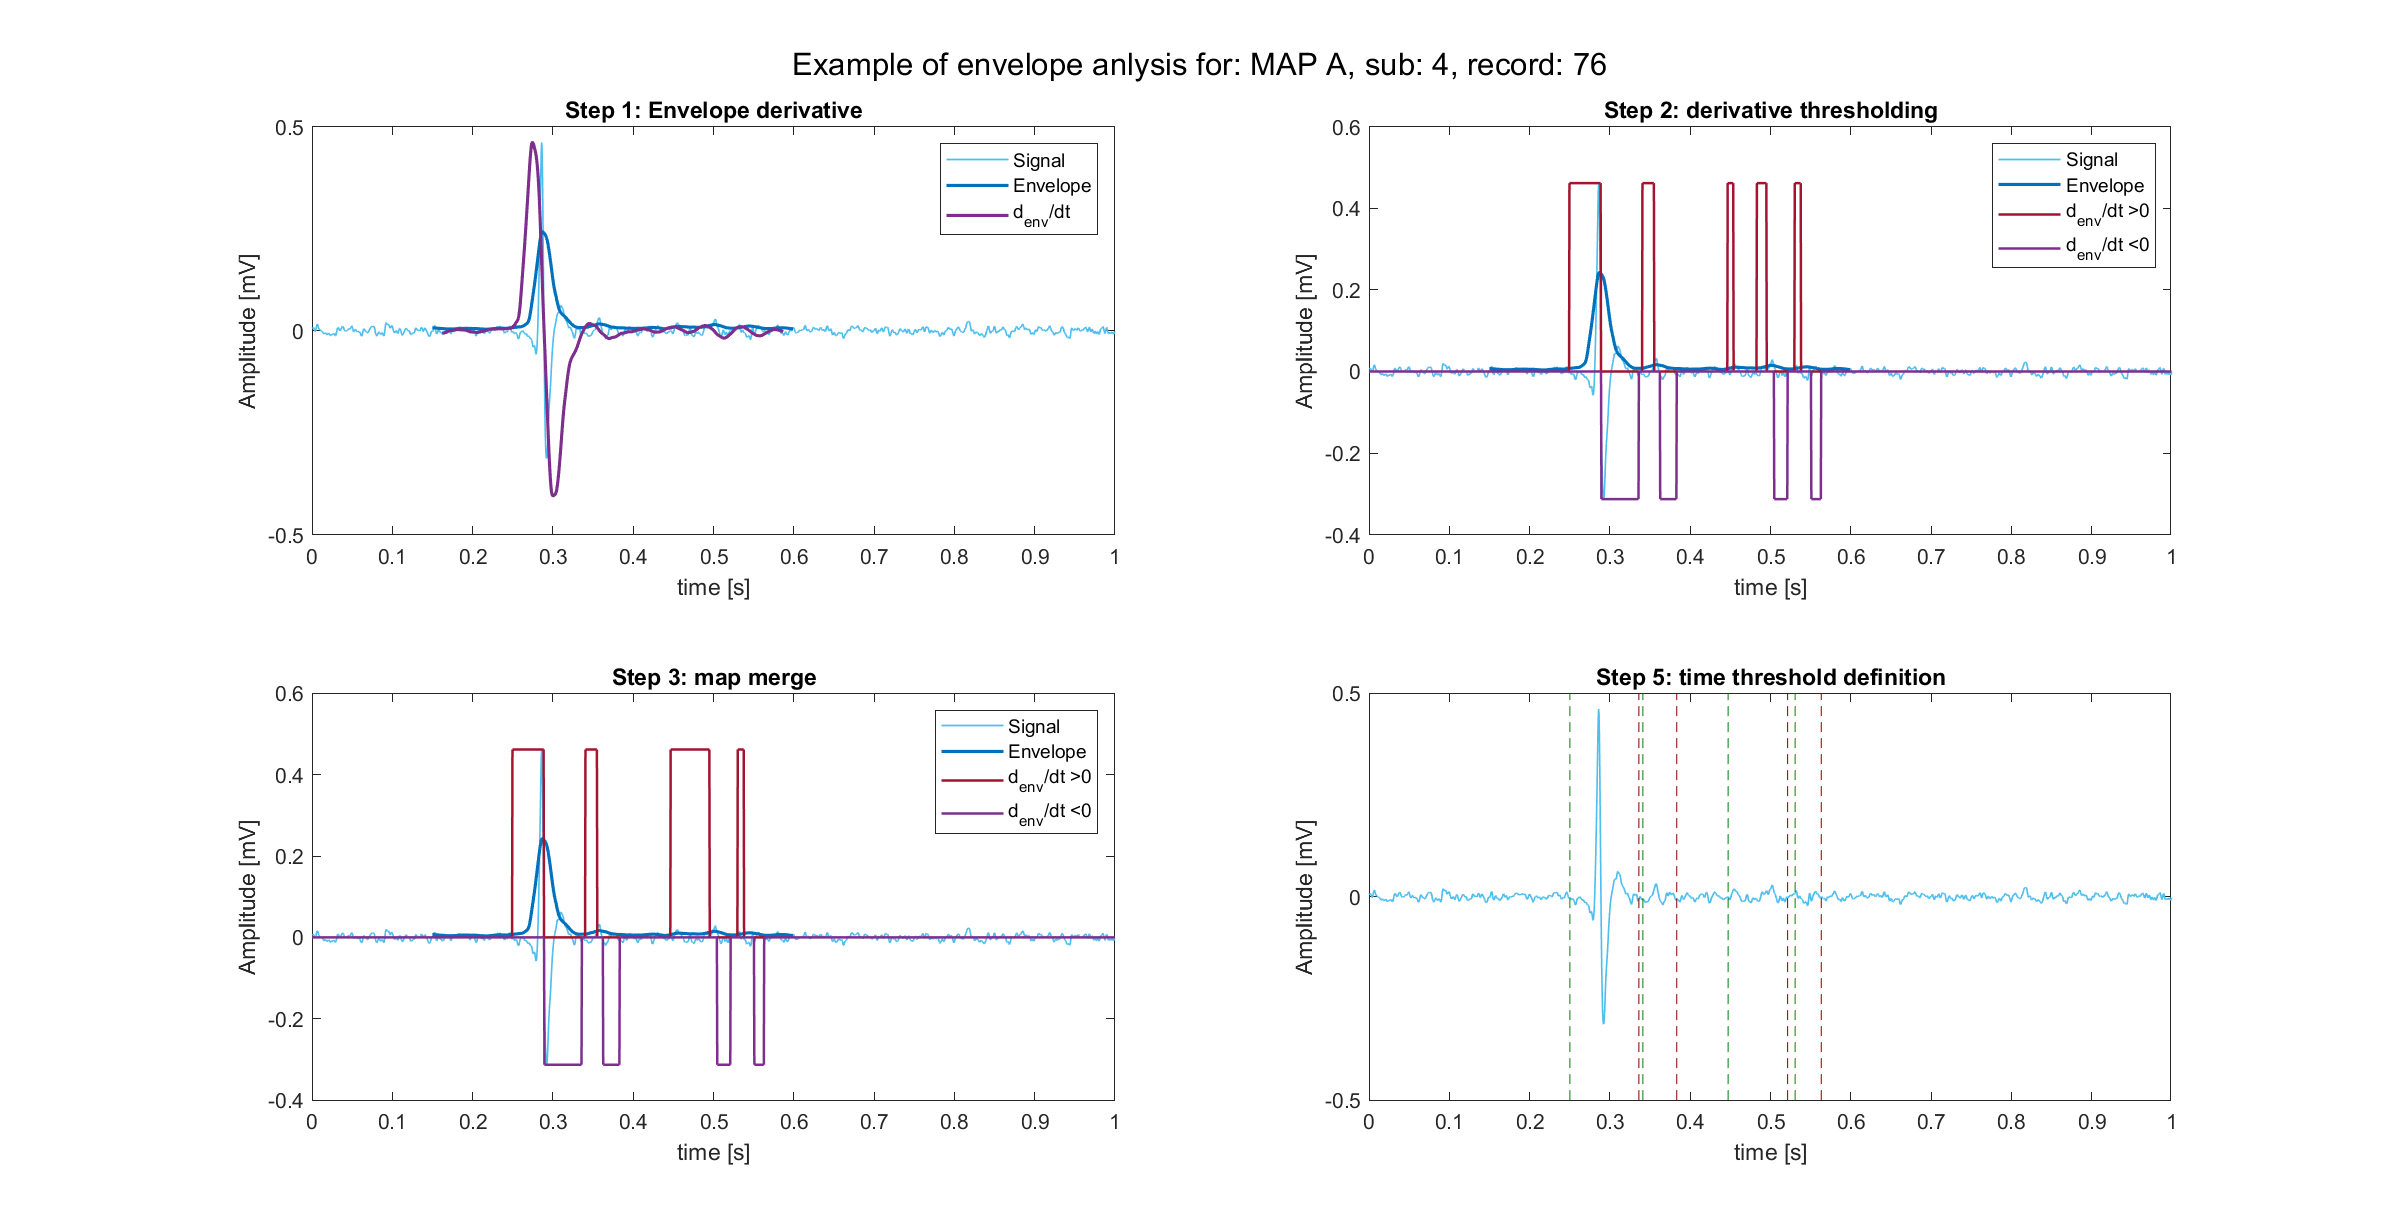 Example of envelope anlysis for: MAP A, sub: 4, record: 76
Step 1: Envelope derivative
0.5
0
-0.5
Amplitude [mV]
0 0.1 0.2 0.3 0.4 0.5 0.6 0.7 0.8 0.9 1
time [s]
Signal
Envelope
d_env/dt
Step 2: derivative thresholding
0.6
0.4
0.2
0
-0.2
-0.4
Amplitude [mV]
0 0.1 0.2 0.3 0.4 0.5 0.6 0.7 0.8 0.9 1
time [s]
Signal
Envelope
d_env/dt >0
d_env/dt <0
Step 3: map merge
0.6
0.4
0.2
0
-0.2
-0.4
Amplitude [mV]
0 0.1 0.2 0.3 0.4 0.5 0.6 0.7 0.8 0.9 1
time [s]
Signal
Envelope
d_env/dt >0
d_env/dt <0
Step 5: time threshold definition
0.5
0
-0.5
Amplitude [mV]
0 0.1 0.2 0.3 0.4 0.5 0.6 0.7 0.8 0.9 1
time [s]